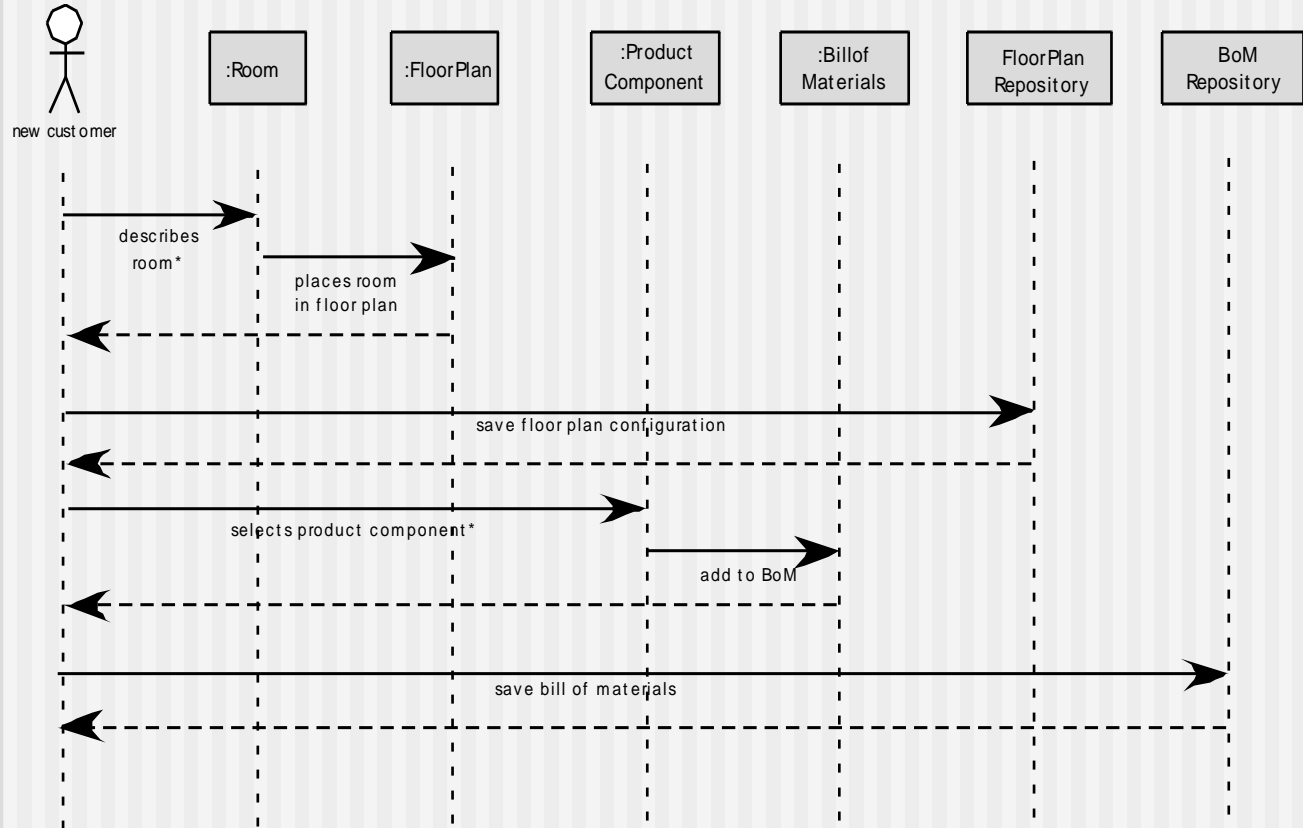 new customer
:Room
:FloorPlan
:Product
Component
:Billof
Materials
FloorPlan
Repository
BoM
Repository
describes
room*
places room
in floor plan
save floor plan configuration
selects product component*
add to BoM
save bill of materials